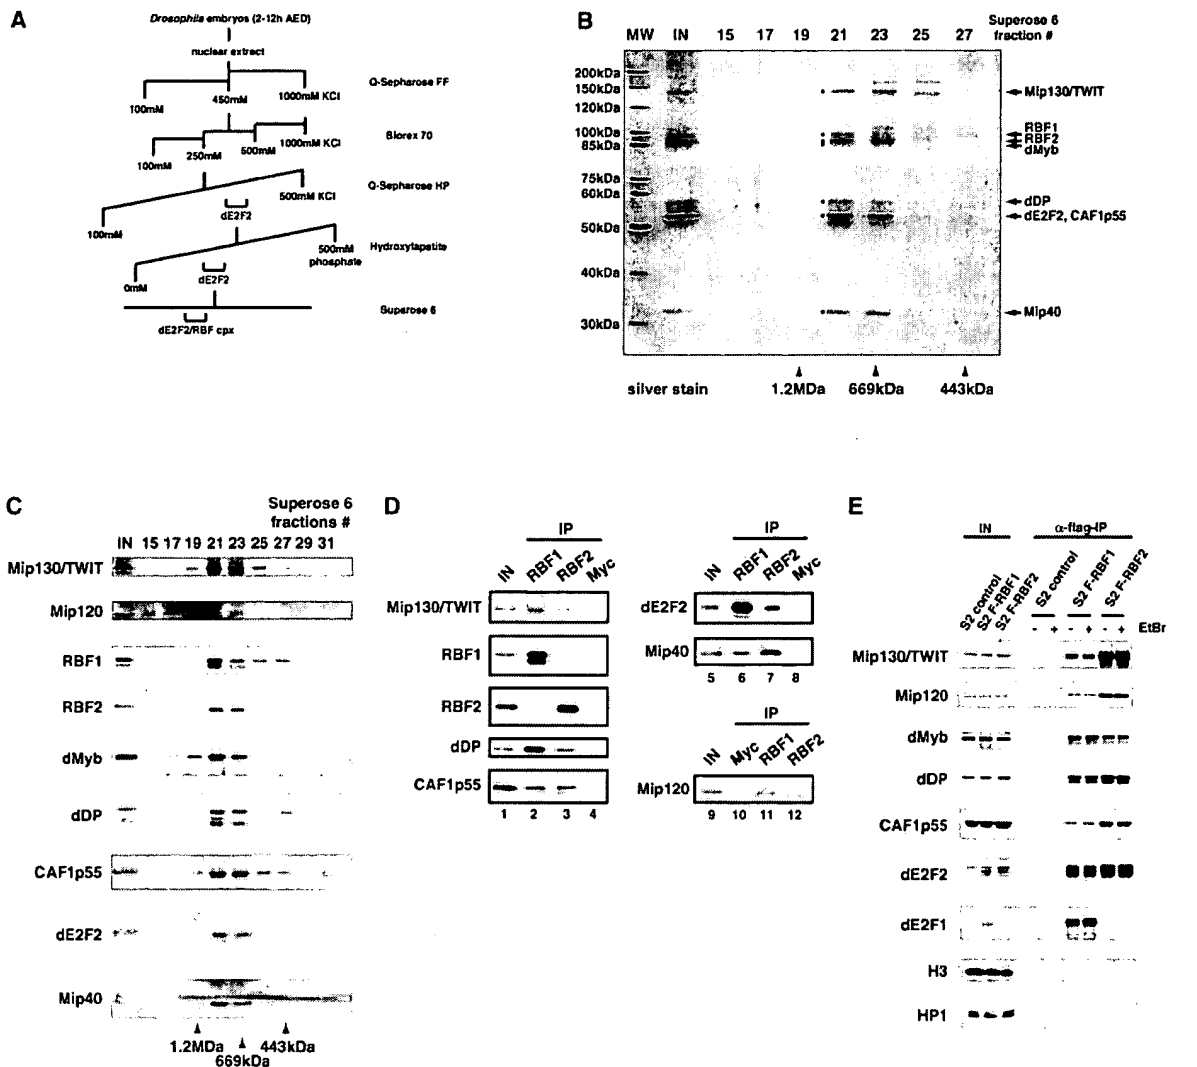 A
Drosophila embryos (2-12h AED)
nuclear extract
Q-Sepharose FF
100mM
450mM
1000mM KCl
Biorex 70
100mM
250mM
500mM
1000mM KCl
Q-Sepharose HP
500mM KCl
dE2F2
100mM
Hydroxylapatite
500mM
phosphate
0mM
dE2F2
Superose 6
dE2F2/RBF cpx
B
Superose 6
fraction #
MW IN 15 17 19 21 23 25 27
200kDa
150kDa
120kDa
100kDa
85kDa
75kDa
60kDa
50kDa
40kDa
30kDa
Mip130/TWIT
RBF1
RBF2
dMyb
dDP
dE2F2, CAF1p55
Mip40
silver stain 1.2MDa 669kDa 443kDa
C
Superose 6
fractions #
IN 15 17 19 21 23 25 27 29 31
Mip130/TWIT
Mip120
RBF1
RBF2
dMyb
dDP
CAF1p55
dE2F2
Mip40
1.2MDa 443kDa
669kDa
D
IP
IN RBF1 RBF2 Myc
Mip130/TWIT
RBF1
RBF2
dDP
CAF1p55
1 2 3 4
IP
IN RBF1 RBF2 Myc
dE2F2
Mip40
5 6 7 8
IP
IN Myc RBF1 RBF2
Mip120
9 10 11 12
E
IN α-flag-IP
S2 control S2 F-RBF1 S2 F-RBF2 S2 control S2 F-RBF1 S2 F-RBF2
- + - + - + EtBr
Mip130/TWIT
Mip120
dMyb
dDP
CAF1p55
dE2F2
dE2F1
H3
HP1